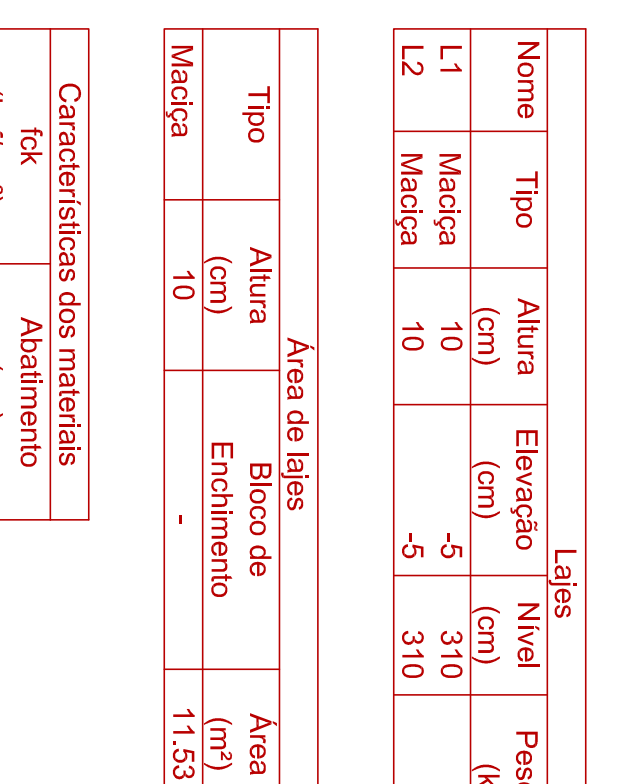 Lajes
Nome Tipo Altura (cm) Elevação (cm) Nível (cm)
L1 Maciça 10 -5 310
L2 Maciça 10 -5 310
Área de lajes
Tipo Altura (cm) Bloco de Enchimento Área (m²)
Maciça 10 - 11.53
Características dos materiais
fck Abatimento